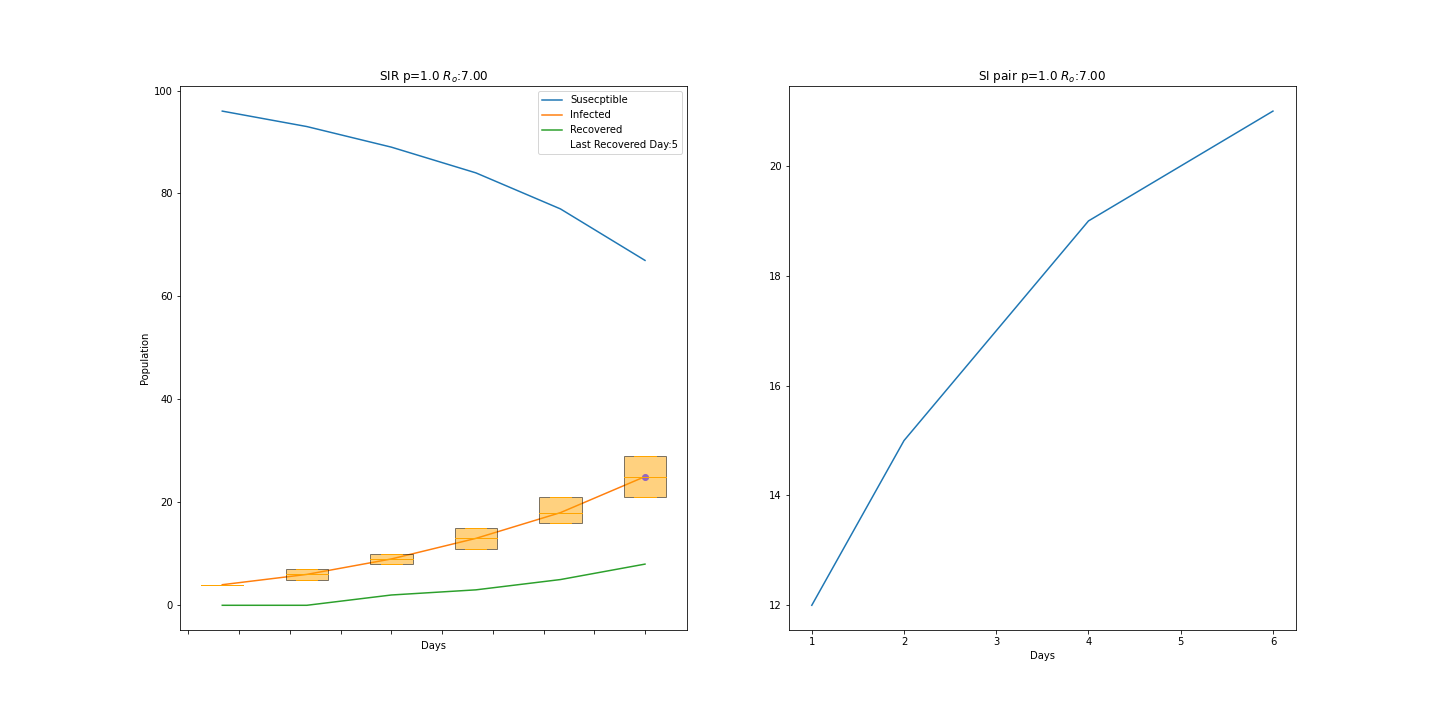 SIR p=1.0 Rₒ:7.00
100
80
60
40
20
0
Population
Days
Susecptible
Infected
Recovered
Last Recovered Day:5
SI pair p=1.0 Rₒ:7.00
20
18
16
14
12
1 2 3 4 5 6
Days